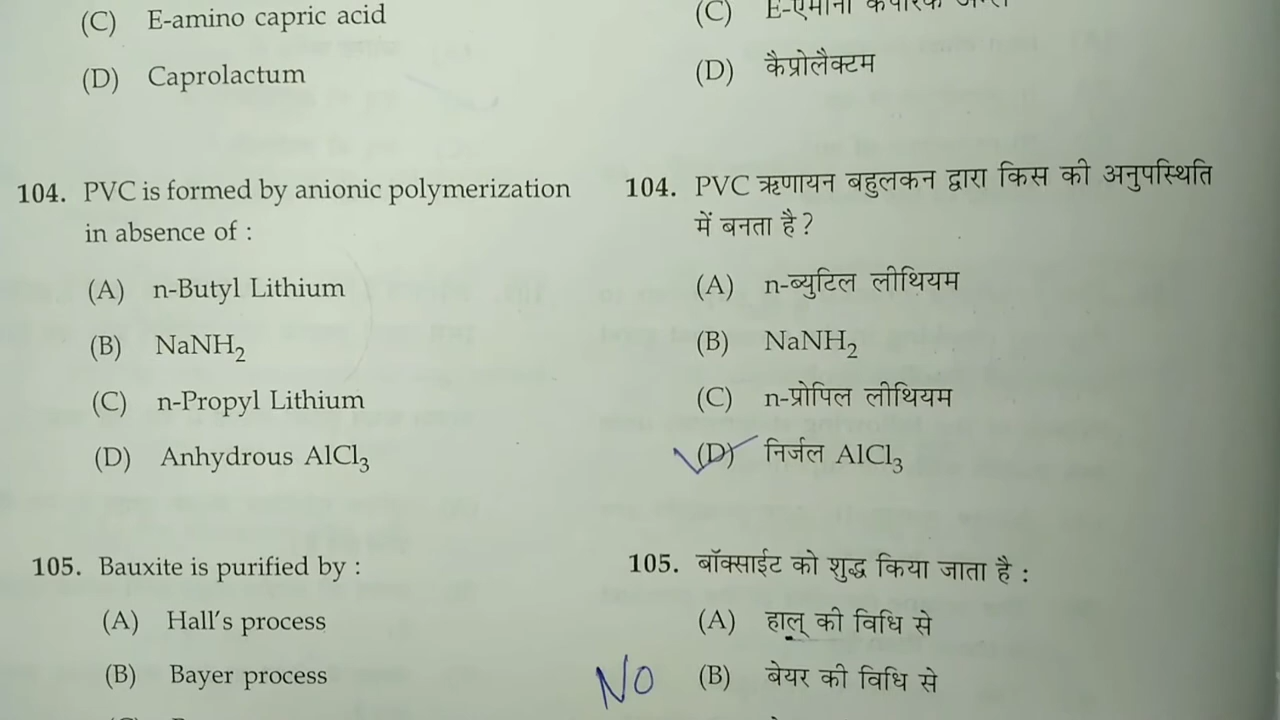 (C) E-amino capric acid
(D) Caprolactum
104. PVC is formed by anionic polymerization
in absence of :
(A) n-Butyl Lithium
(B) NaNH2
(C) n-Propyl Lithium
(D) Anhydrous AlCl3
105. Bauxite is purified by :
(A) Hall's process
(B) Bayer process
(C) E-एमीनो
(D) कैप्रोलैक्टम
104. PVC ऋणायन बहुलकन द्वारा किस की अनुपस्थिति
में बनता है ?
(A) n-ब्युटिल लीथियम
(B) NaNH2
(C) n-प्रोपिल लीथियम
(D) निर्जल AlCl3
105. बॉक्साईट को शुद्ध किया जाता है :
(A) हाल् की विधि से
NO (B) बेयर की विधि से